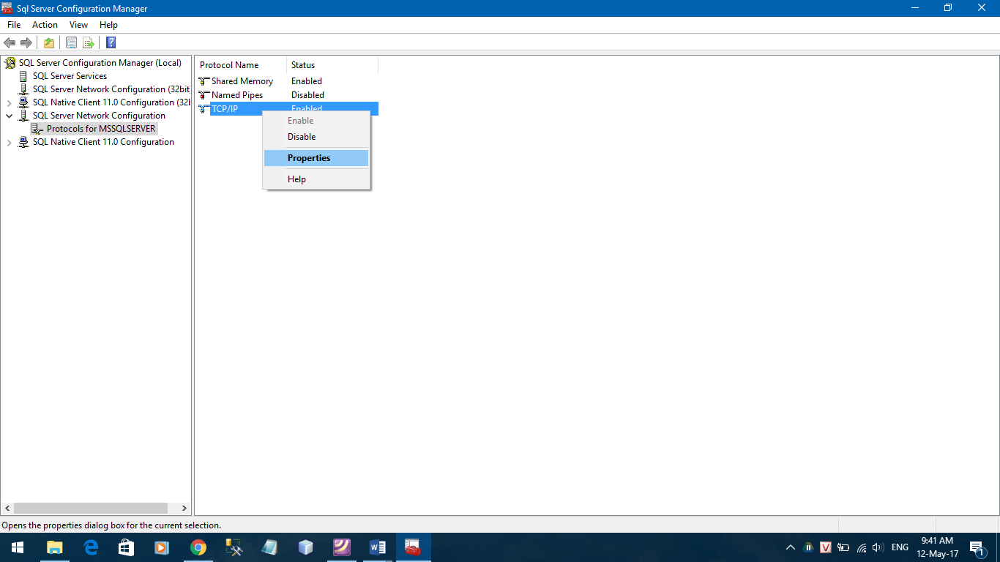 Sql Server Configuration Manager
File Action View Help
SQL Server Configuration Manager (Local)
SQL Server Services
SQL Server Network Configuration (32bit
SQL Native Client 11.0 Configuration (32
SQL Server Network Configuration
Protocols for MSSQLSERVER
SQL Native Client 11.0 Configuration
Protocol Name Status
Shared Memory Enabled
Named Pipes Disabled
TCP/IP Enabled
Enable
Disable
Properties
Help
Opens the properties dialog box for the current selection.
ENG
9:41 AM
12-May-17
1